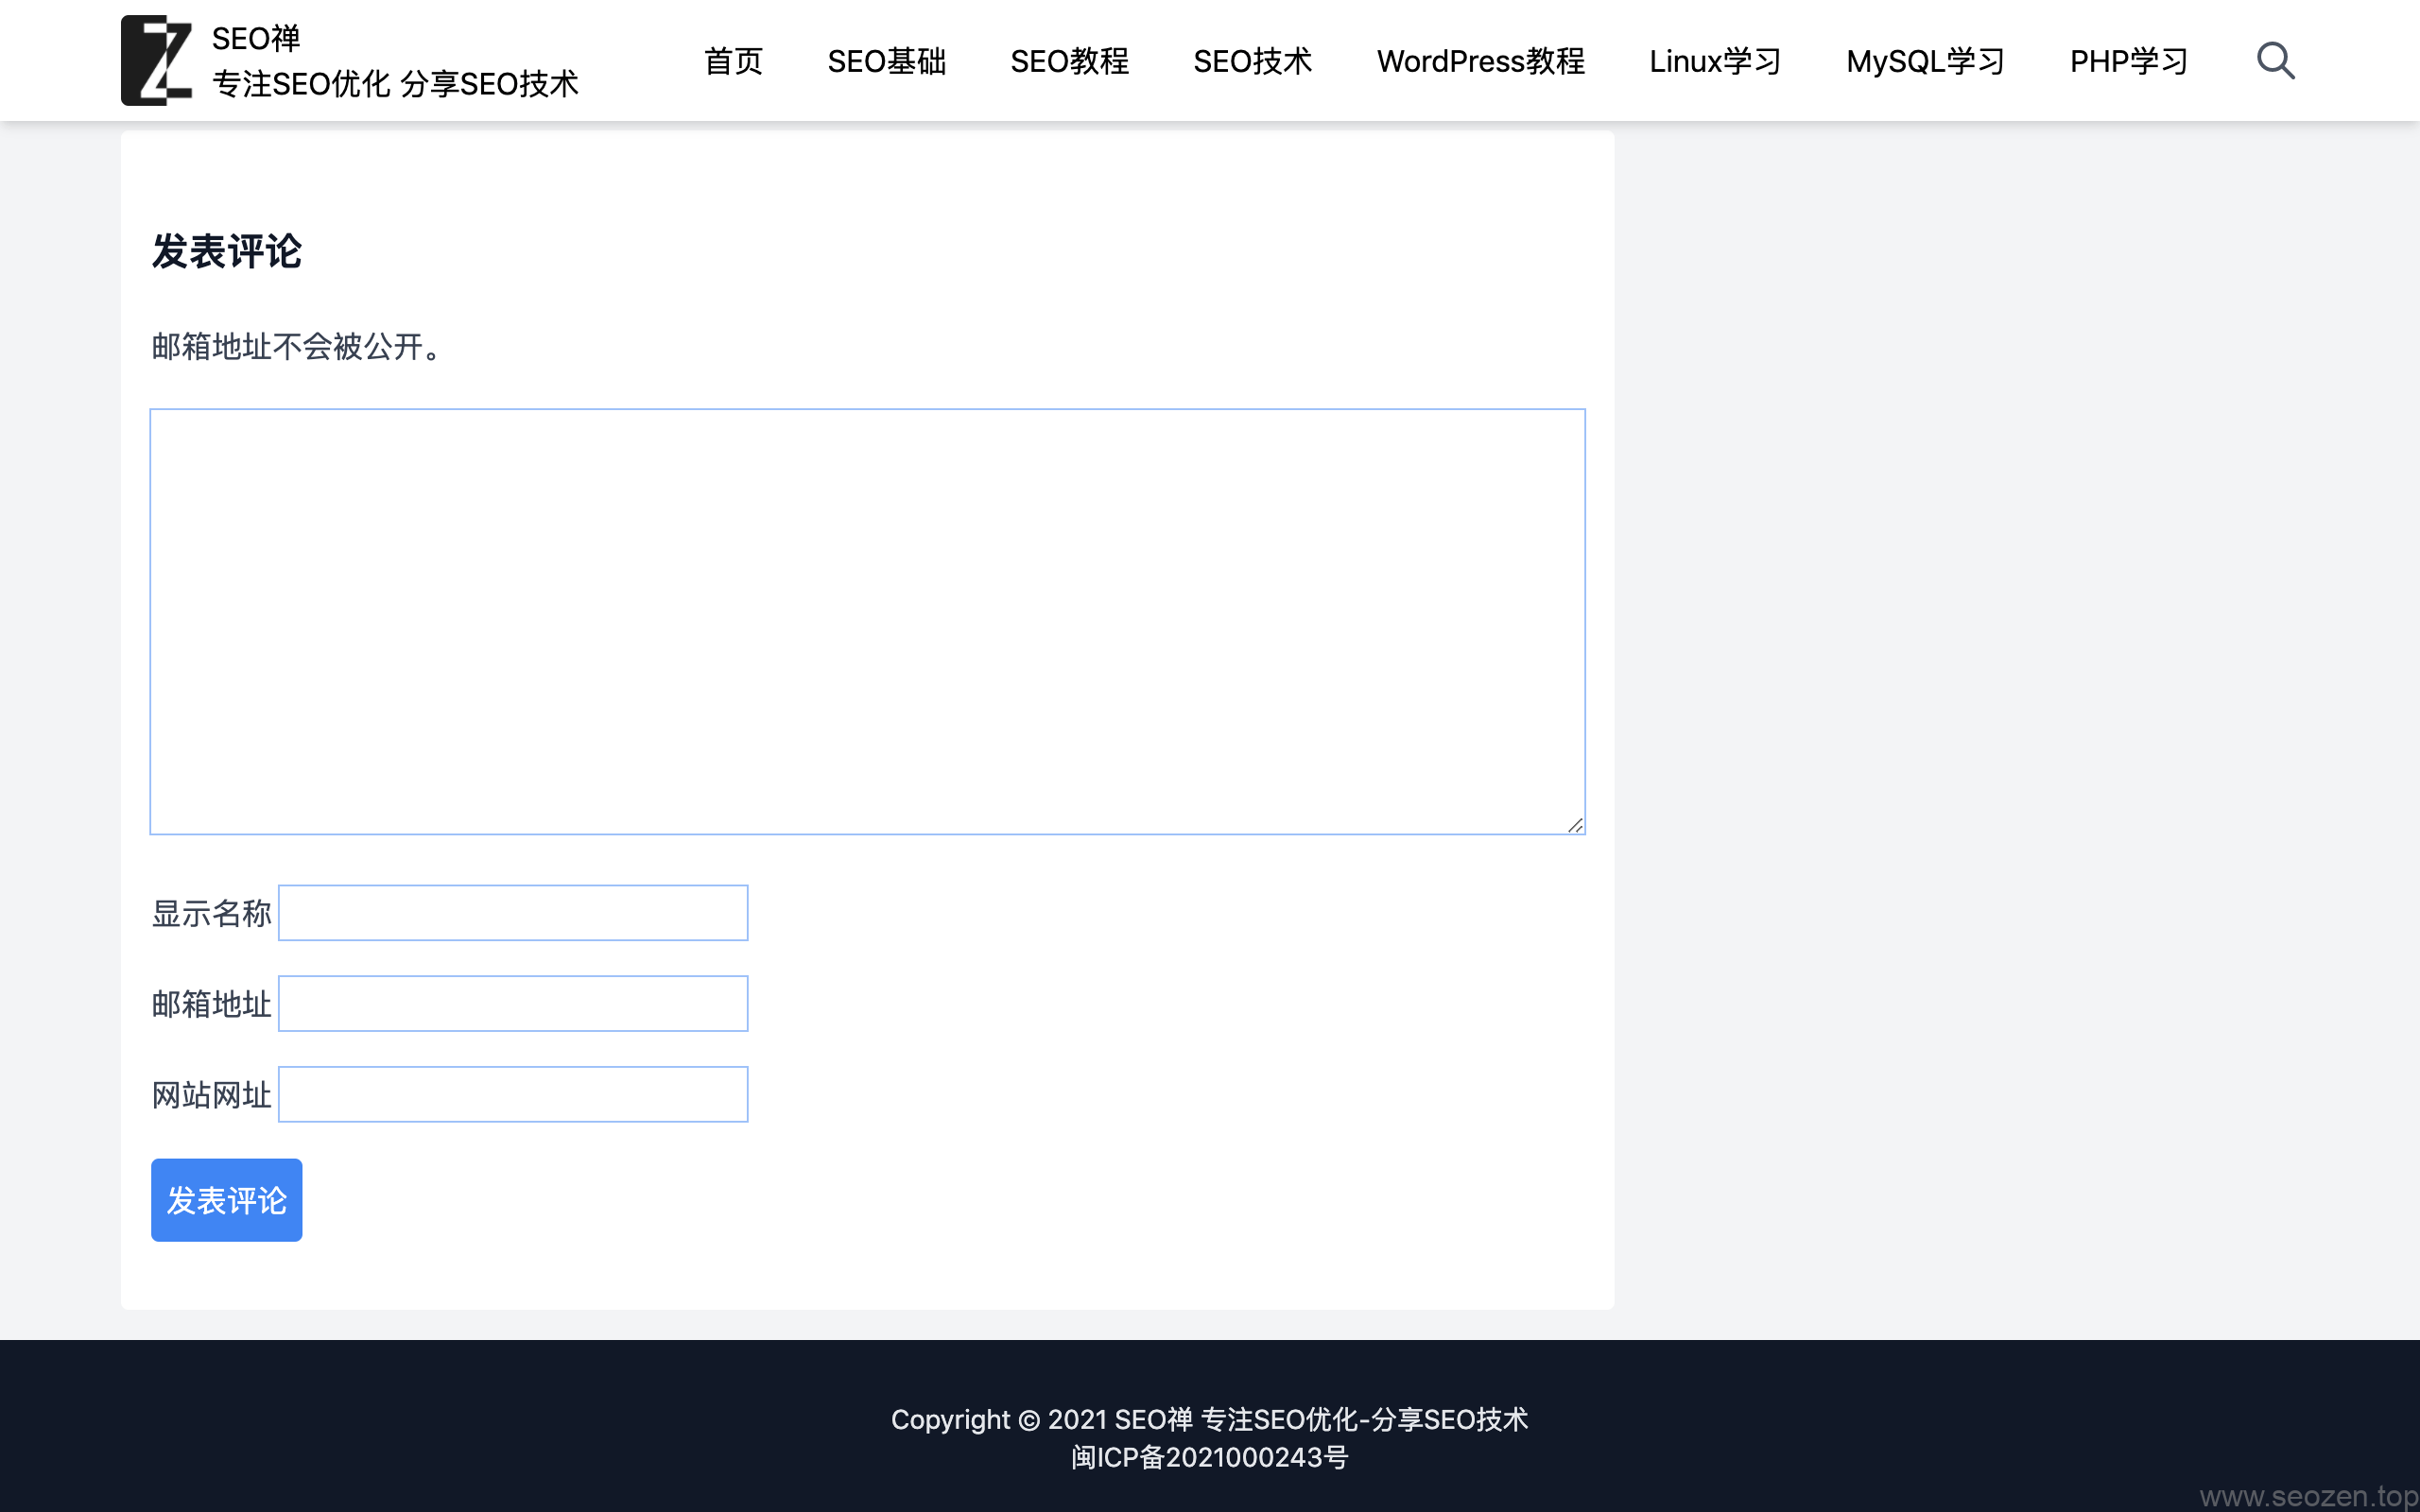 SEO禅
专注SEO优化 分享SEO技术
首页 SEO基础 SEO教程 SEO技术 WordPress教程 Linux学习 MySQL学习 PHP学习
发表评论
邮箱地址不会被公开。
显示名称
邮箱地址
网站网址
发表评论
Copyright © 2021 SEO禅 专注SEO优化-分享SEO技术
闽ICP备2021000243号
www.seozen.top